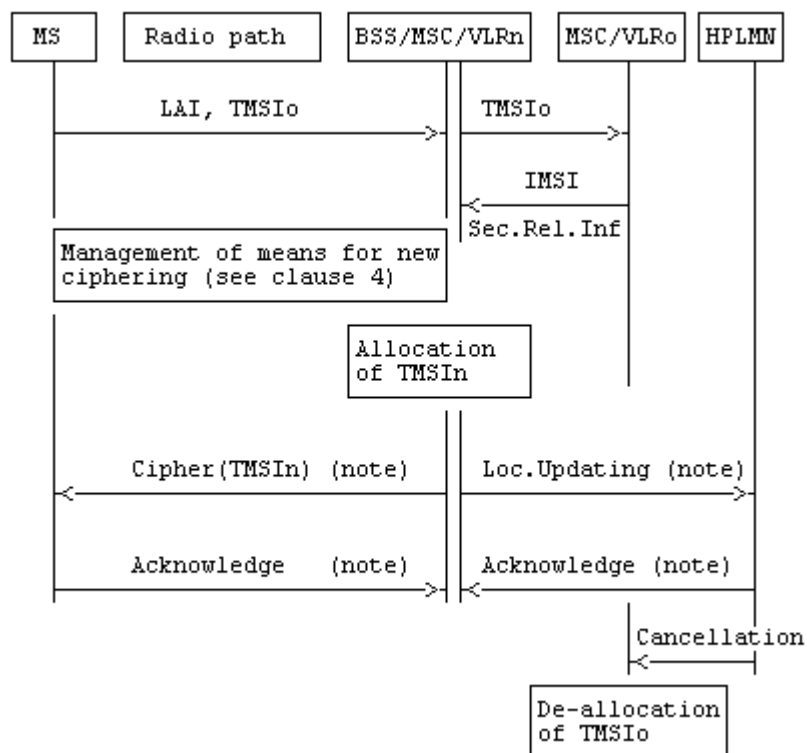 MS
Radio path
BSS/MSC/VLRn
MSC/VLRo
HPLMN
LAI, TMSIo
TMSIo
IMSI
Sec.Rel.Inf
Management of means for new
ciphering (see clause 4)
Allocation
of TMSIn
Cipher(TMSIn) (note)
Loc.Updating (note)
Acknowledge (note)
Acknowledge (note)
Cancellation
De-allocation
of TMSIo